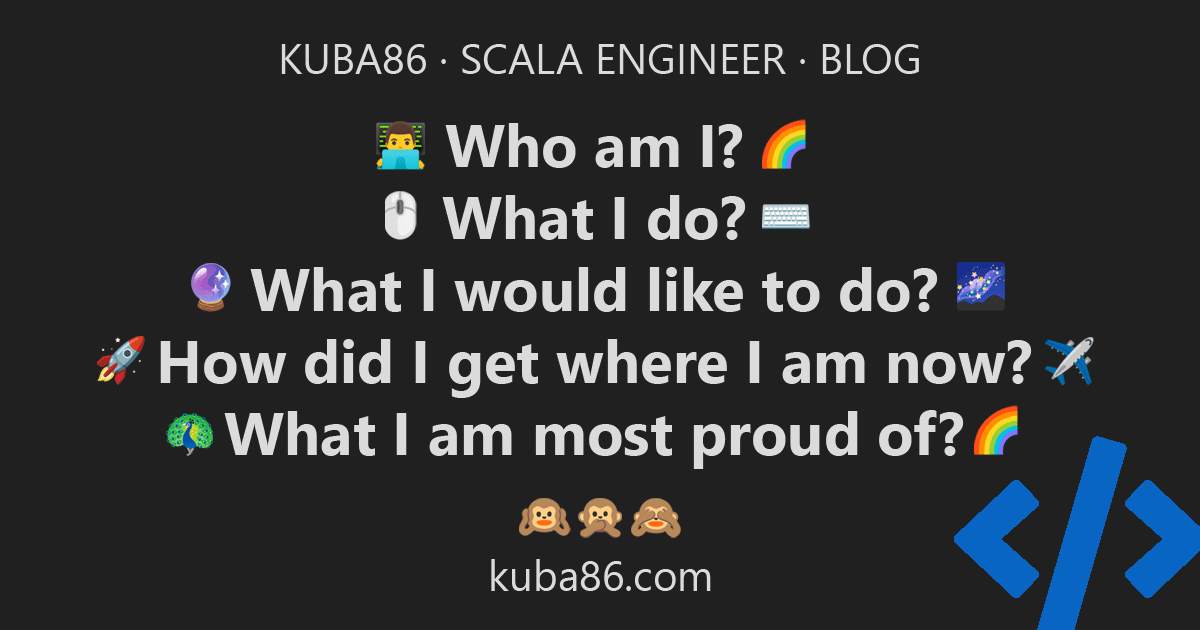 KUBA86 · SCALA ENGINEER · BLOG
👨‍💻 Who am I? 🌈
🖱️ What I do? ⌨️
🔮 What I would like to do? 🌌
🚀 How did I get where I am now? ✈️
🦚 What I am most proud of? 🌈
🙉🙊🙈
kuba86.com
</>